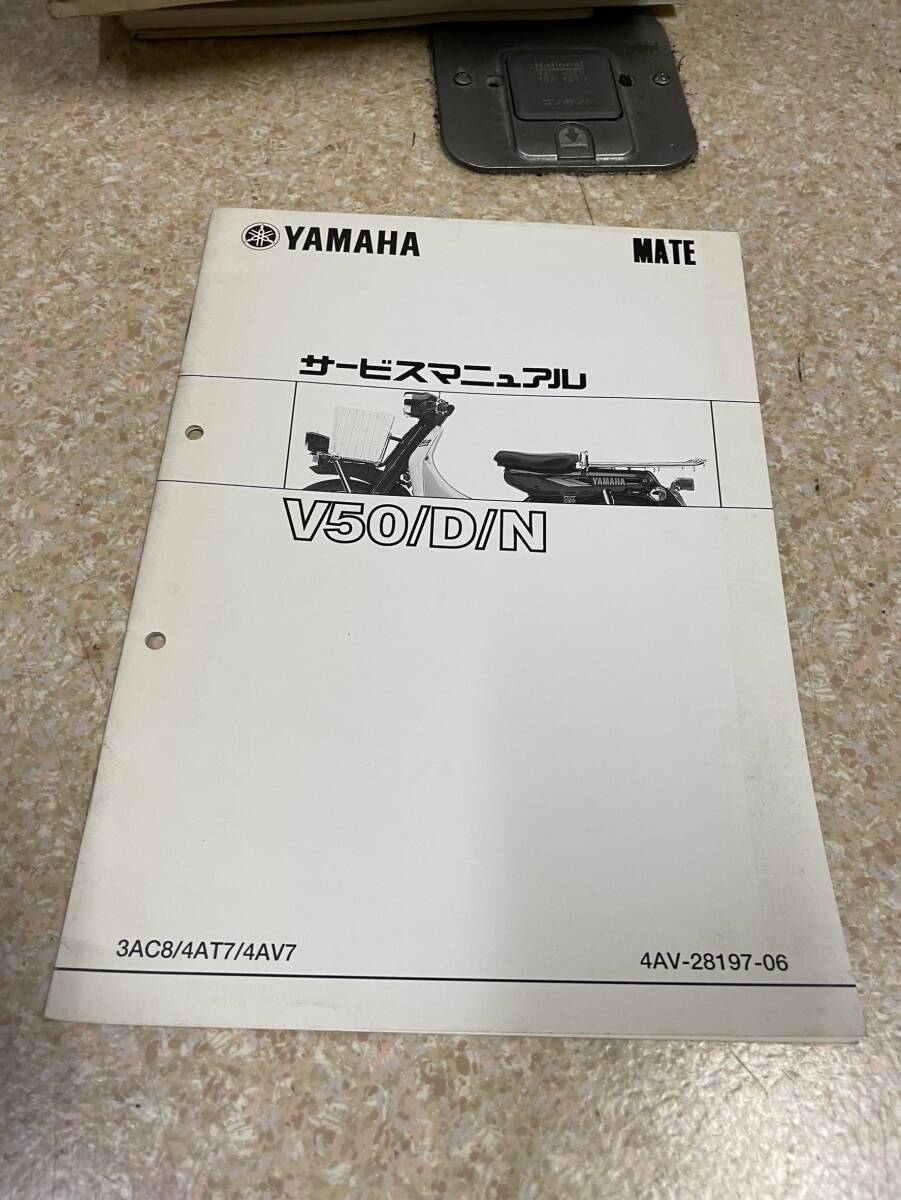 National
コンセント
YAMAHA
MATE
サービスマニュアル
YAMAHA
V50/D/N
3AC8/4AT7/4AV7
4AV-28197-06